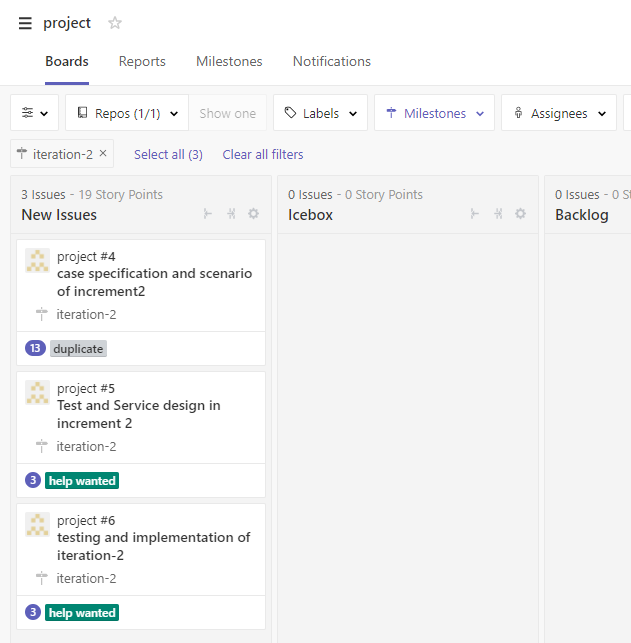 project
Boards Reports Milestones Notifications
Repos (1/1) Show one Labels Milestones Assignees
iteration-2 × Select all (3) Clear all filters
3 Issues - 19 Story Points
New Issues
project #4
case specification and scenario
of increment2
iteration-2
13 duplicate
project #5
Test and Service design in
increment 2
iteration-2
3 help wanted
project #6
testing and implementation of
iteration-2
iteration-2
3 help wanted
0 Issues - 0 Story Points
Icebox
0 Issues - 0
Backlog